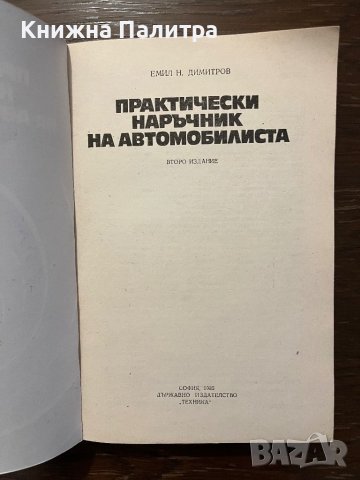 Книжна Палитра
ЕМИЛ Н. ДИМИТРОВ
ПРАКТИЧЕСКИ
НАРЪЧНИК
НА АВТОМОБИЛИСТА
ВТОРО ИЗДАНИЕ
СОФИЯ,
ДЪРЖАВНО ИЗДАТЕЛСТВО
„ТЕХНИКА"
BAZAR